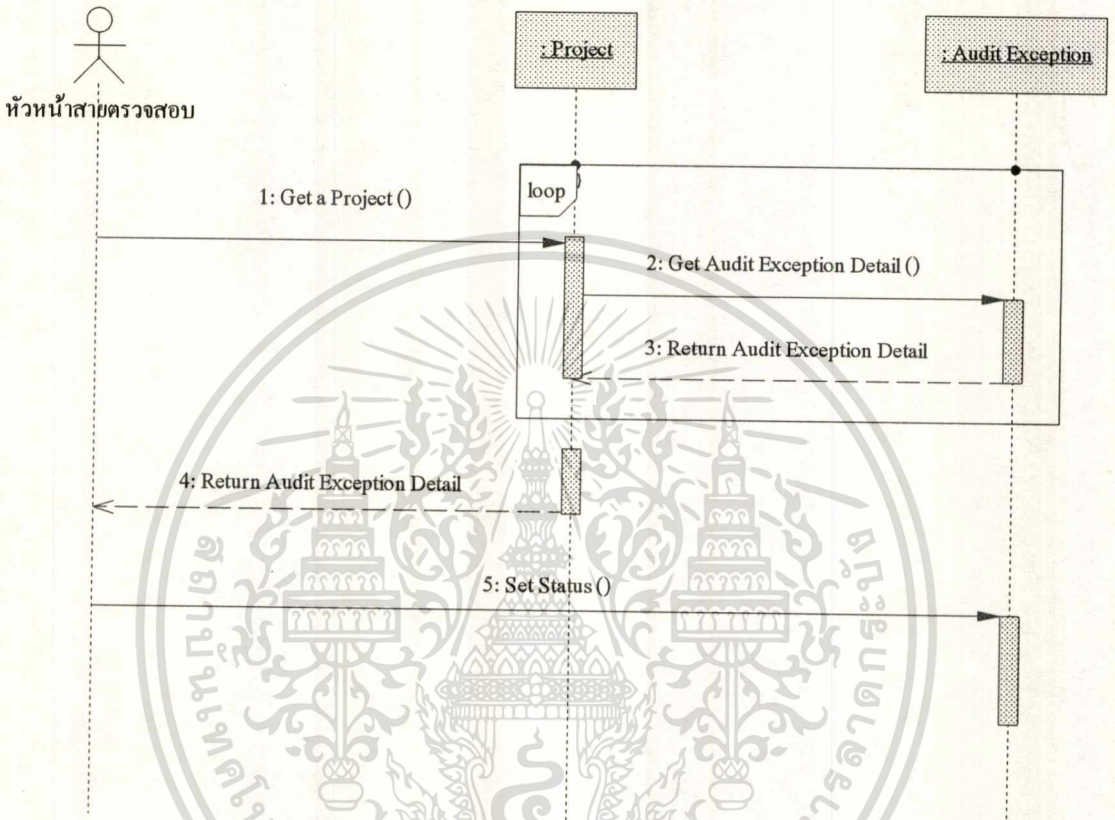 : Project
: Audit Exception
หัวหน้าสายตรวจสอบ
loop
1: Get a Project ()
2: Get Audit Exception Detail ()
3: Return Audit Exception Detail
4: Return Audit Exception Detail
5: Set Status ()